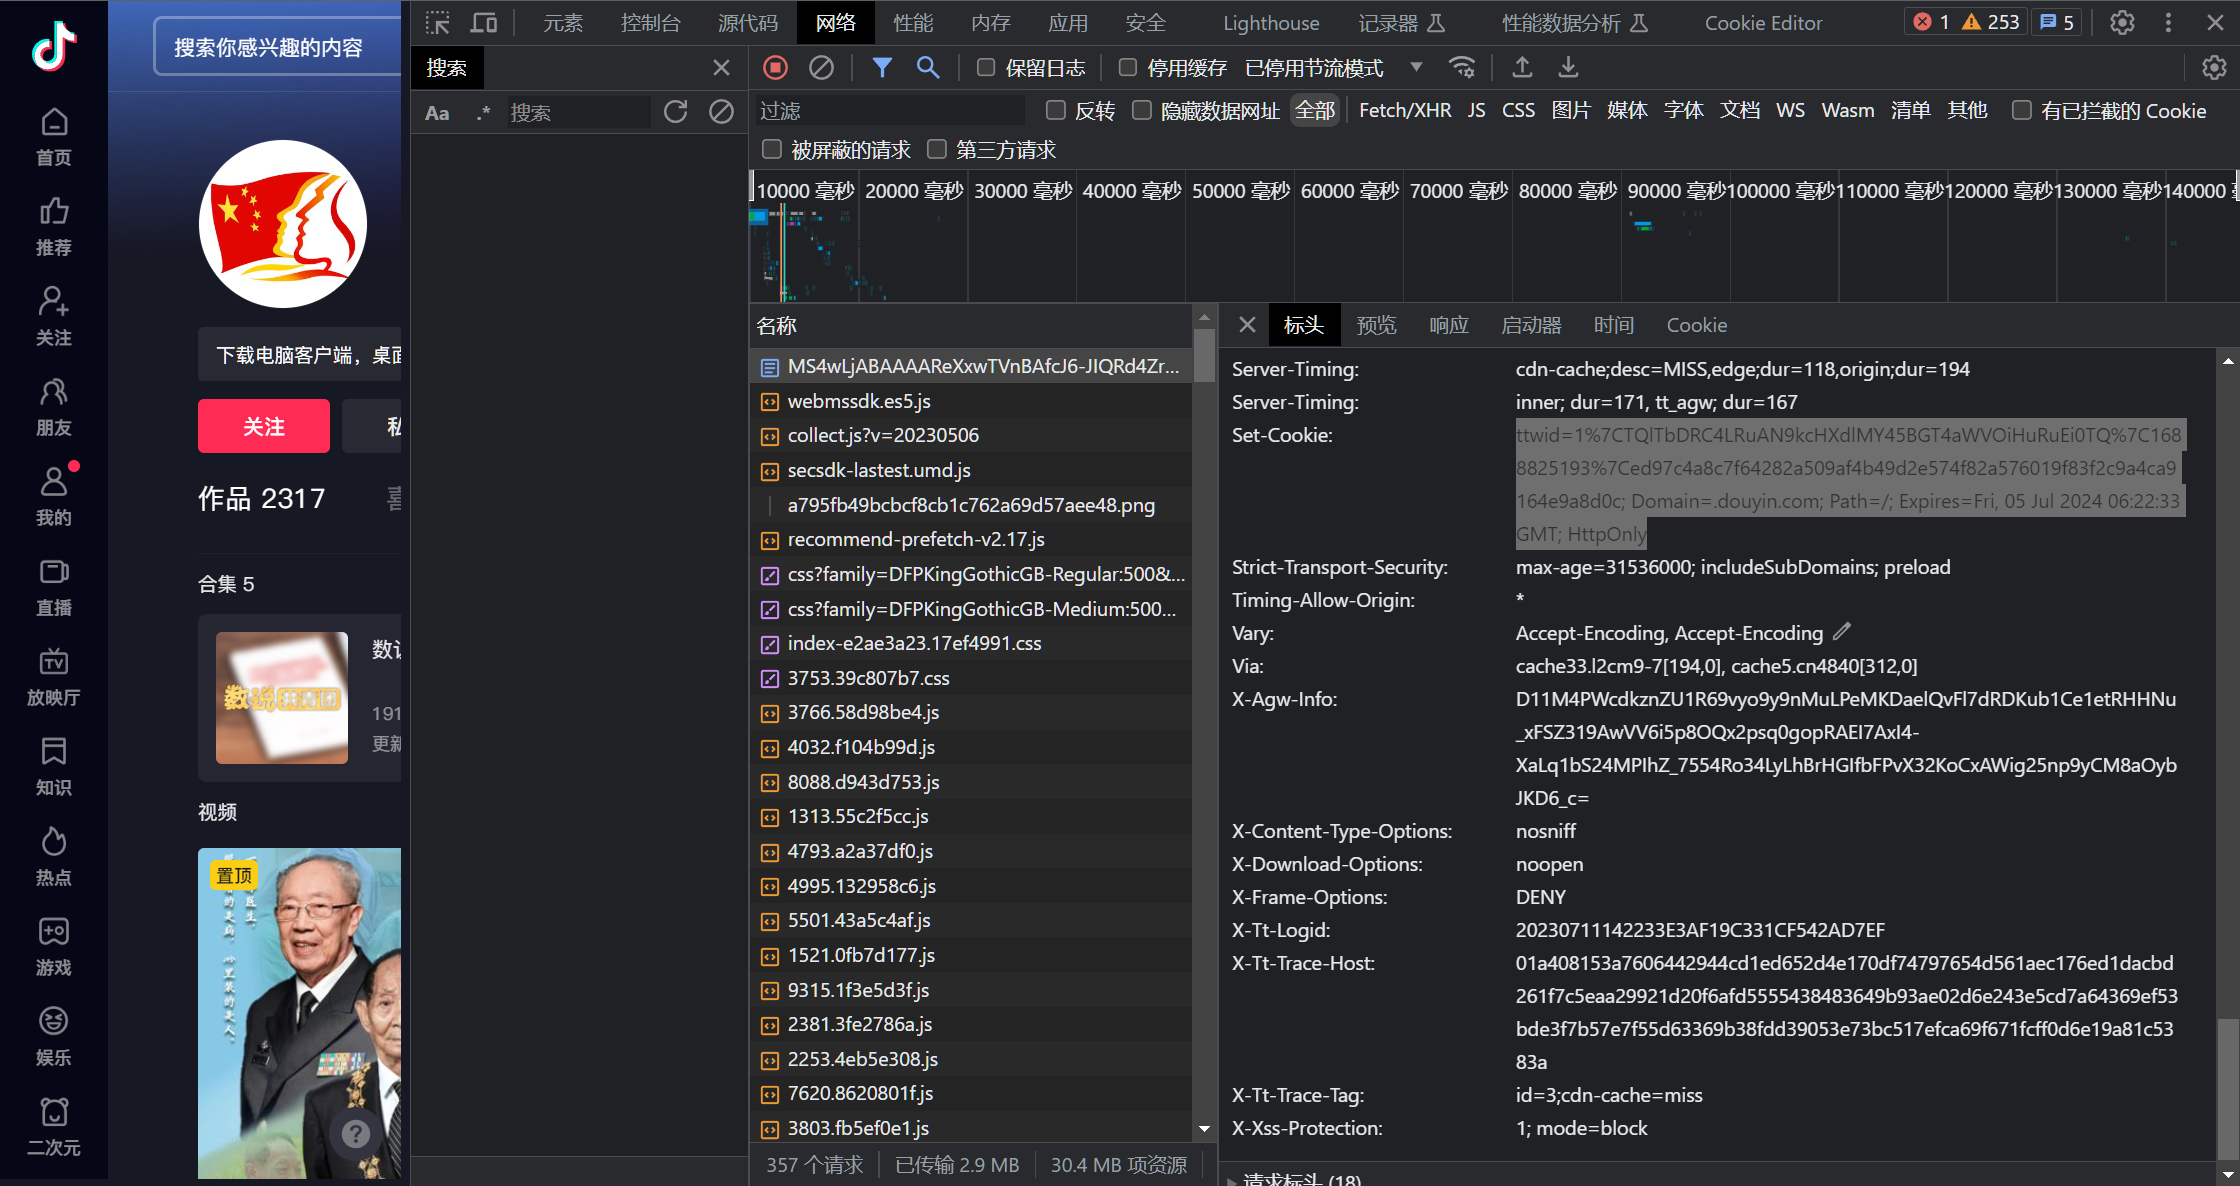 搜索你感兴趣的内容
首页
推荐
关注
朋友
我的
直播
放映厅
知识
热点
游戏
娱乐
二次元
下载电脑客户端，桌面
关注
私
作品 2317
喜
合集 5
数说
191
更新
数说共青团
视频
置顶
元素
控制台
源代码
网络
性能
内存
应用
安全
Lighthouse
记录器
性能数据分析
Cookie Editor
1
253
5
搜索
Aa
.*
搜索
保留日志
停用缓存
已停用节流模式
过滤
反转
隐藏数据网址
全部
Fetch/XHR
JS
CSS
图片
媒体
字体
文档
WS
Wasm
清单
其他
有已拦截的 Cookie
被屏蔽的请求
第三方请求
10000 毫秒
20000 毫秒
30000 毫秒
40000 毫秒
50000 毫秒
60000 毫秒
70000 毫秒
80000 毫秒
90000 毫秒
100000 毫秒
110000 毫秒
120000 毫秒
130000 毫秒
140000
名称
MS4wLjABAAAAReXxwTVnBAfcJ6-JIQRd4Zr...
webmssdk.es5.js
collect.js?v=20230506
secsdk-lastest.umd.js
a795fb49bcbcf8cb1c762a69d57aee48.png
recommend-prefetch-v2.17.js
css?family=DFPKingGothicGB-Regular:500&...
css?family=DFPKingGothicGB-Medium:500...
index-e2ae3a23.17ef4991.css
3753.39c807b7.css
3766.58d98be4.js
4032.f104b99d.js
8088.d943d753.js
1313.55c2f5cc.js
4793.a2a37df0.js
4995.132958c6.js
5501.43a5c4af.js
1521.0fb7d177.js
9315.1f3e5d3f.js
2381.3fe2786a.js
2253.4eb5e308.js
7620.8620801f.js
3803.fb5ef0e1.js
357 个请求
已传输 2.9 MB
30.4 MB 项资源
标头
预览
响应
启动器
时间
Cookie
Server-Timing: cdn-cache;desc=MISS,edge;dur=118,origin;dur=194
Server-Timing: inner; dur=171, tt_agw; dur=167
Set-Cookie: ttwid=1%7CTQlTbDRC4LRuAN9kcHXdlMY45BGT4aWVOiHuRuEi0TQ%7C168
8825193%7Ced97c4a8c7f64282a509af4b49d2e574f82a576019f83f2c9a4ca9
164e9a8d0c; Domain=.douyin.com; Path=/; Expires=Fri, 05 Jul 2024 06:22:33
GMT; HttpOnly
Strict-Transport-Security: max-age=31536000; includeSubDomains; preload
Timing-Allow-Origin: *
Vary: Accept-Encoding, Accept-Encoding
Via: cache33.l2cm9-7[194,0], cache5.cn4840[312,0]
X-Agw-Info: D11M4PWcdkznZU1R69vyo9y9nMuLPeMKDaelQvFl7dRDKub1Ce1etRHHNu
_xFSZ319AwVV6i5p8OQx2psq0gopRAEI7AxI4-
XaLq1bS24MPIhZ_7554Ro34LyLhBrHGIfbFPvX32KoCxAWig25np9yCM8aOyb
JKD6_c=
X-Content-Type-Options: nosniff
X-Download-Options: noopen
X-Frame-Options: DENY
X-Tt-Logid: 20230711142233E3AF19C331CF542AD7EF
X-Tt-Trace-Host: 01a408153a7606442944cd1ed652d4e170df74797654d561aec176ed1dacbd
261f7c5eaa29921d20f6afd5555438483649b93ae02d6e243e5cd7a64369ef53
bde3f7b57e7f55d63369b38fdd39053e73bc517efca69f671fcff0d6e19a81c53
83a
X-Tt-Trace-Tag: id=3;cdn-cache=miss
X-Xss-Protection: 1; mode=block
请求标头 (18)